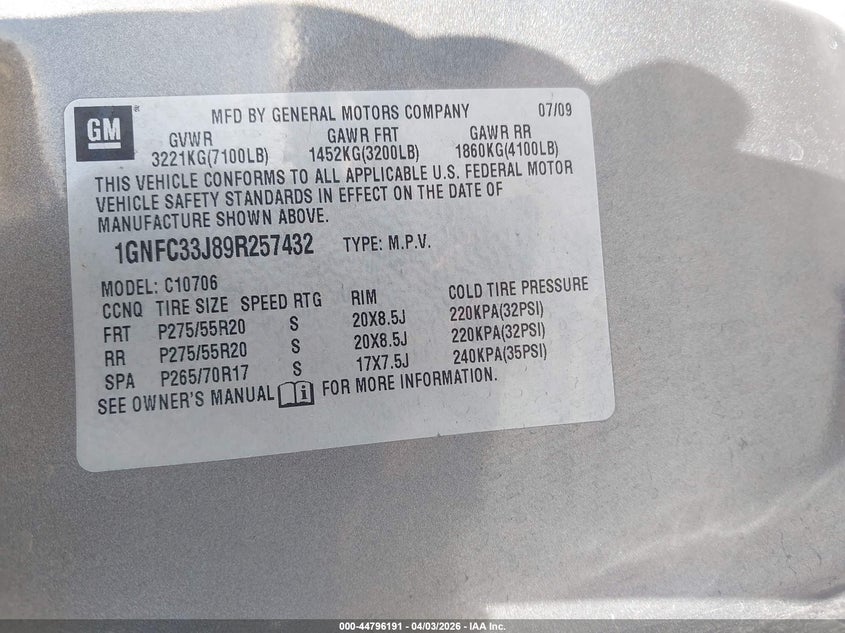 GM
MFD BY GENERAL MOTORS COMPANY 07/09
GVWR GAWR FRT GAWR RR
3221KG(7100LB) 1452KG(3200LB) 1860KG(4100LB)
THIS VEHICLE CONFORMS TO ALL APPLICABLE U.S. FEDERAL MOTOR
VEHICLE SAFETY STANDARDS IN EFFECT ON THE DATE OF
MANUFACTURE SHOWN ABOVE.
1GNFC33J89R257432 TYPE: M.P.V.
MODEL: C10706
CCNQ TIRE SIZE SPEED RTG RIM COLD TIRE PRESSURE
FRT P275/55R20 S 20X8.5J 220KPA(32PSI)
RR P275/55R20 S 20X8.5J 220KPA(32PSI)
SPA P265/70R17 S 17X7.5J 240KPA(35PSI)
SEE OWNER'S MANUAL i FOR MORE INFORMATION.
000-44796191 - 04/03/2026 - IAA Inc.